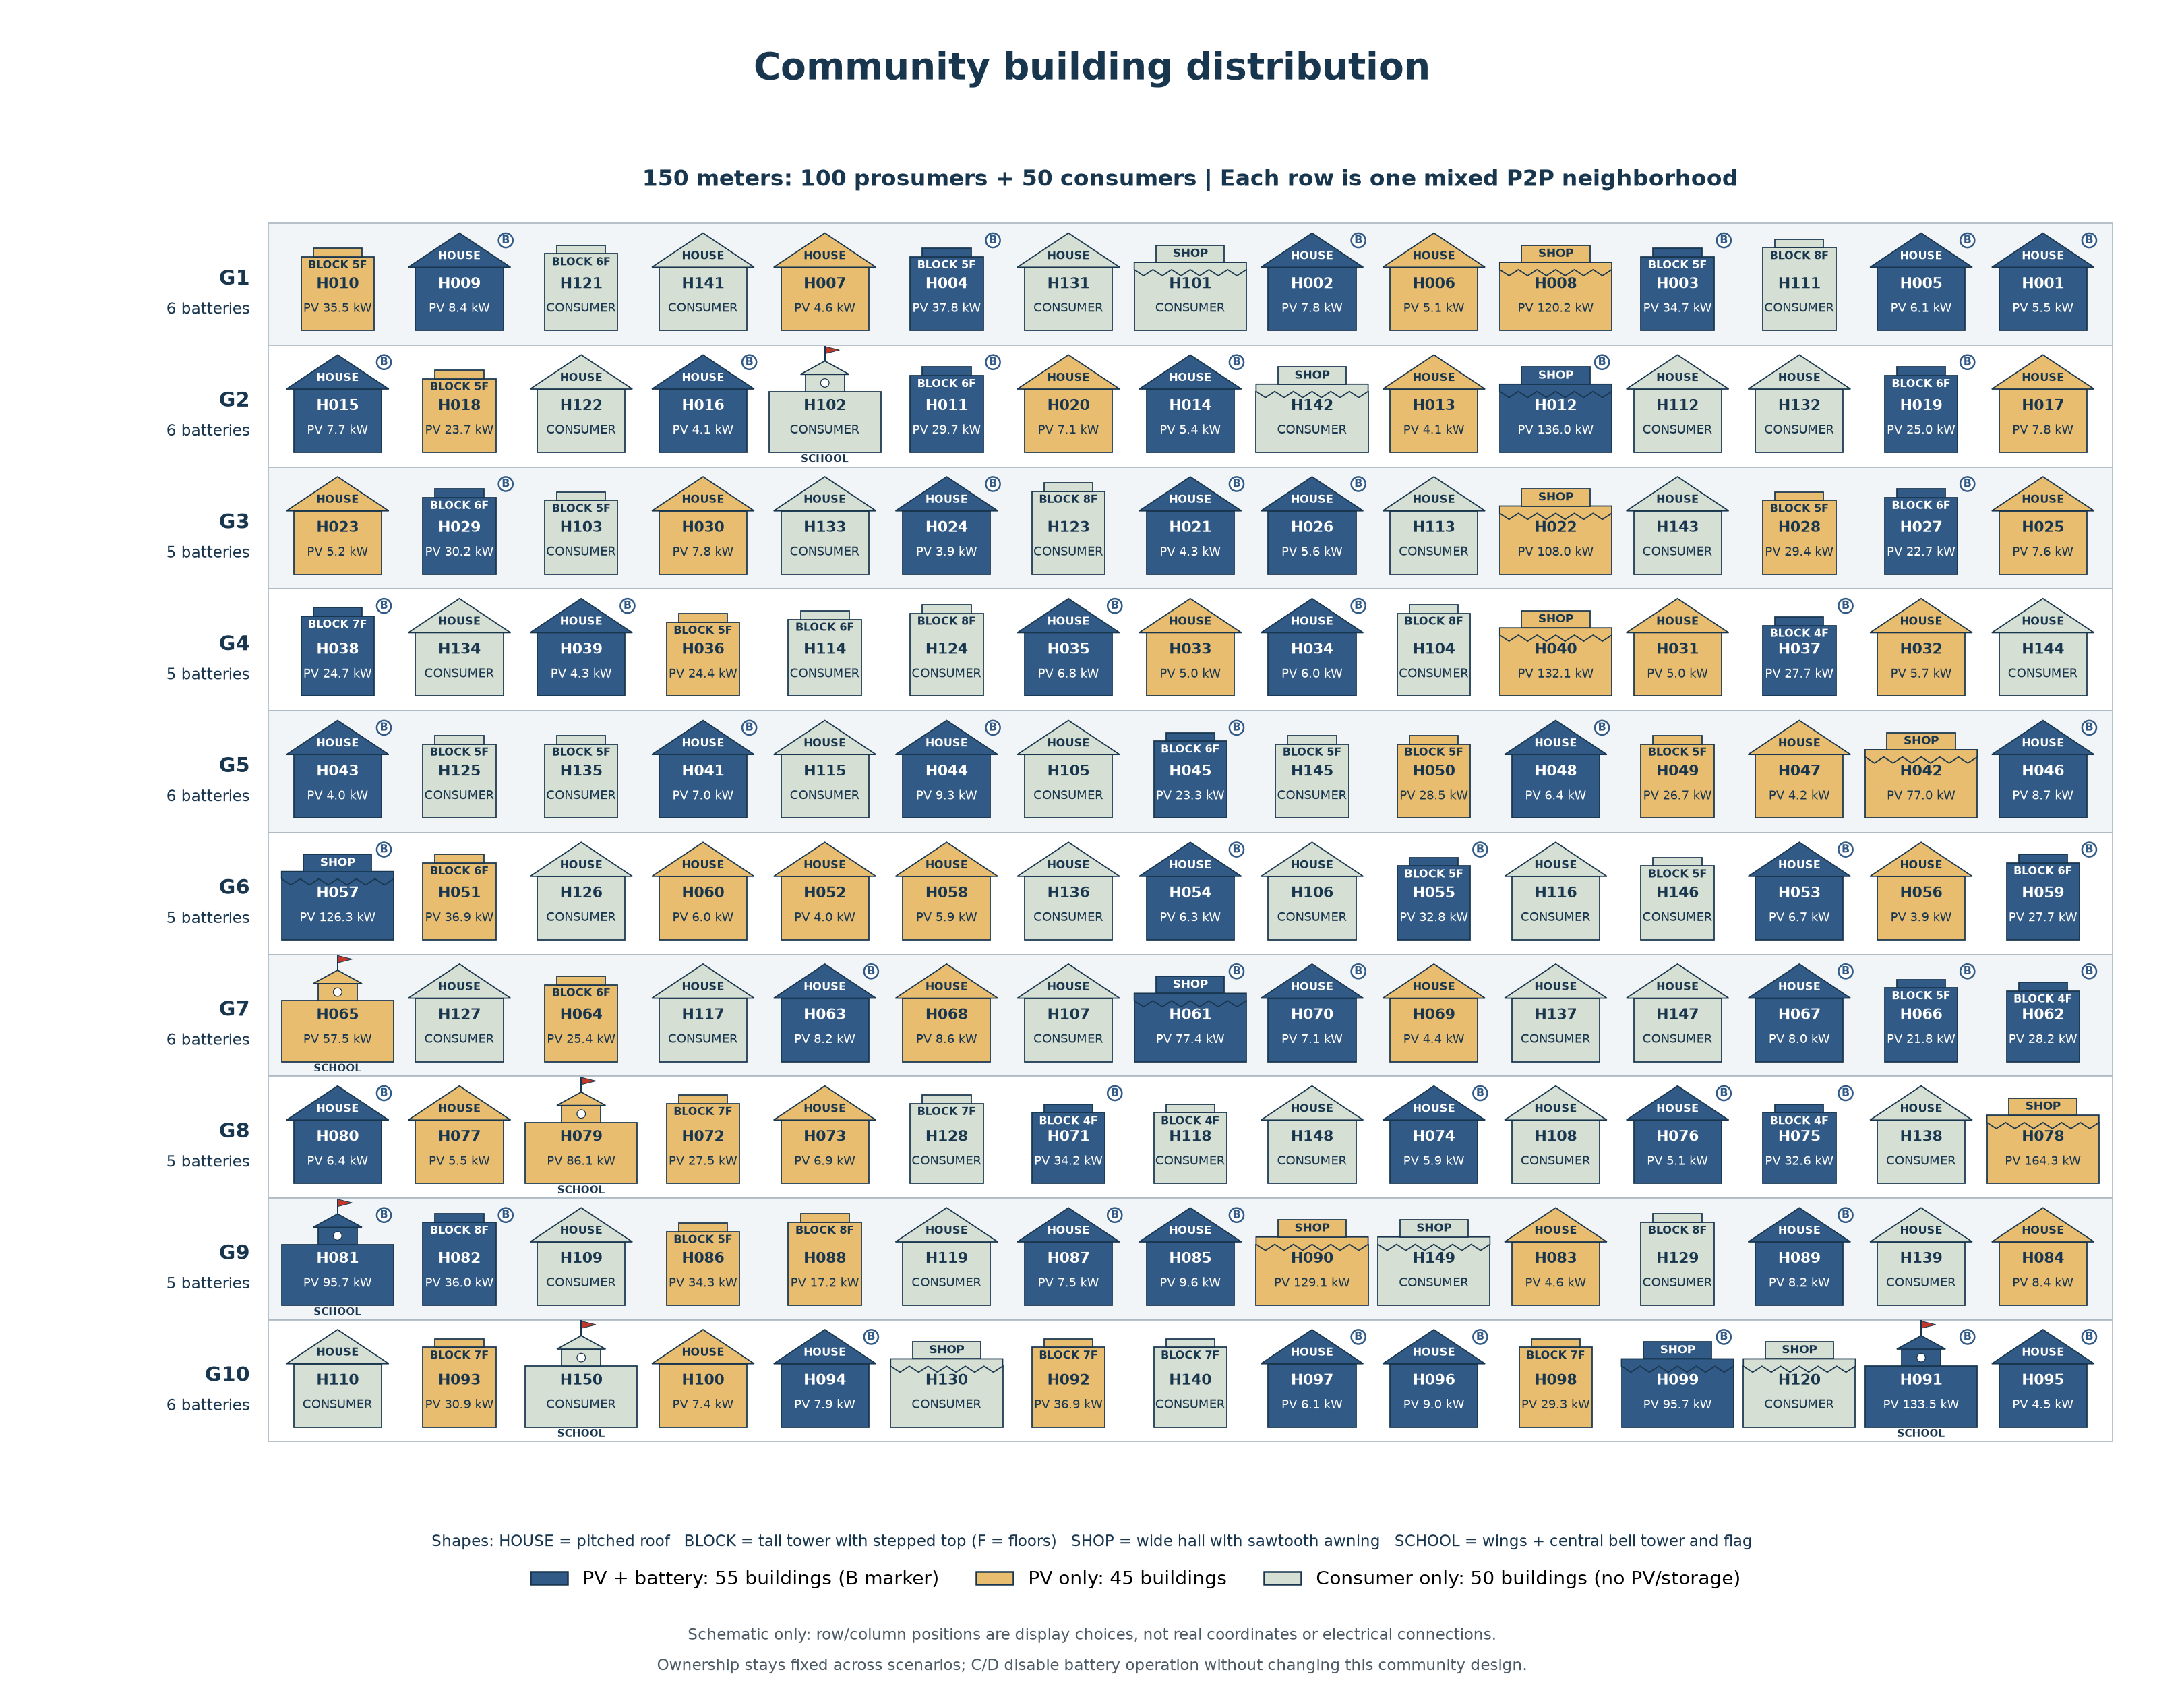 Community building distribution
150 meters: 100 prosumers + 50 consumers | Each row is one mixed P2P neighborhood
G1
6 batteries
BLOCK 5F H010 PV 35.5 kW
HOUSE H009 PV 8.4 kW B
BLOCK 6F H121 CONSUMER
HOUSE H141 CONSUMER
HOUSE H007 PV 4.6 kW
BLOCK 5F H004 PV 37.8 kW B
HOUSE H131 CONSUMER
SHOP H101 CONSUMER
HOUSE H002 PV 7.8 kW B
HOUSE H006 PV 5.1 kW
SHOP H008 PV 120.2 kW
BLOCK 5F H003 PV 34.7 kW B
BLOCK 8F H111 CONSUMER
HOUSE H005 PV 6.1 kW B
HOUSE H001 PV 5.5 kW B
G2
6 batteries
HOUSE H015 PV 7.7 kW B
BLOCK 5F H018 PV 23.7 kW
HOUSE H122 CONSUMER
HOUSE H016 PV 4.1 kW B
H102 CONSUMER SCHOOL
BLOCK 6F H011 PV 29.7 kW B
HOUSE H020 PV 7.1 kW
HOUSE H014 PV 5.4 kW B
SHOP H142 CONSUMER
HOUSE H013 PV 4.1 kW
SHOP H012 PV 136.0 kW B
HOUSE H112 CONSUMER
HOUSE H132 CONSUMER
BLOCK 6F H019 PV 25.0 kW B
HOUSE H017 PV 7.8 kW
G3
5 batteries
HOUSE H023 PV 5.2 kW
BLOCK 6F H029 PV 30.2 kW B
BLOCK 5F H103 CONSUMER
HOUSE H030 PV 7.8 kW
HOUSE H133 CONSUMER
HOUSE H024 PV 3.9 kW B
BLOCK 8F H123 CONSUMER
HOUSE H021 PV 4.3 kW B
HOUSE H026 PV 5.6 kW B
HOUSE H113 CONSUMER
SHOP H022 PV 108.0 kW
HOUSE H143 CONSUMER
BLOCK 5F H028 PV 29.4 kW
BLOCK 6F H027 PV 22.7 kW B
HOUSE H025 PV 7.6 kW
G4
5 batteries
BLOCK 7F H038 PV 24.7 kW B
HOUSE H134 CONSUMER
HOUSE H039 PV 4.3 kW B
BLOCK 5F H036 PV 24.4 kW
BLOCK 6F H114 CONSUMER
BLOCK 8F H124 CONSUMER
HOUSE H035 PV 6.8 kW B
HOUSE H033 PV 5.0 kW
HOUSE H034 PV 6.0 kW B
BLOCK 8F H104 CONSUMER
SHOP H040 PV 132.1 kW
HOUSE H031 PV 5.0 kW
BLOCK 4F H037 PV 27.7 kW B
HOUSE H032 PV 5.7 kW
HOUSE H144 CONSUMER
G5
6 batteries
HOUSE H043 PV 4.0 kW B
BLOCK 5F H125 CONSUMER
BLOCK 5F H135 CONSUMER
HOUSE H041 PV 7.0 kW B
HOUSE H115 CONSUMER
HOUSE H044 PV 9.3 kW B
HOUSE H105 CONSUMER
BLOCK 6F H045 PV 23.3 kW B
BLOCK 5F H145 CONSUMER
BLOCK 5F H050 PV 28.5 kW
HOUSE H048 PV 6.4 kW B
BLOCK 5F H049 PV 26.7 kW
HOUSE H047 PV 4.2 kW
SHOP H042 PV 77.0 kW
HOUSE H046 PV 8.7 kW B
G6
5 batteries
SHOP H057 PV 126.3 kW B
BLOCK 6F H051 PV 36.9 kW
HOUSE H126 CONSUMER
HOUSE H060 PV 6.0 kW
HOUSE H052 PV 4.0 kW
HOUSE H058 PV 5.9 kW
HOUSE H136 CONSUMER
HOUSE H054 PV 6.3 kW B
HOUSE H106 CONSUMER
BLOCK 5F H055 PV 32.8 kW B
HOUSE H116 CONSUMER
BLOCK 5F H146 CONSUMER
HOUSE H053 PV 6.7 kW B
HOUSE H056 PV 3.9 kW
BLOCK 6F H059 PV 27.7 kW B
G7
6 batteries
H065 PV 57.5 kW SCHOOL
HOUSE H127 CONSUMER
BLOCK 6F H064 PV 25.4 kW
HOUSE H117 CONSUMER
HOUSE H063 PV 8.2 kW B
HOUSE H068 PV 8.6 kW
HOUSE H107 CONSUMER
SHOP H061 PV 77.4 kW B
HOUSE H070 PV 7.1 kW B
HOUSE H069 PV 4.4 kW
HOUSE H137 CONSUMER
HOUSE H147 CONSUMER
HOUSE H067 PV 8.0 kW B
BLOCK 5F H066 PV 21.8 kW B
BLOCK 4F H062 PV 28.2 kW B
G8
5 batteries
HOUSE H080 PV 6.4 kW B
HOUSE H077 PV 5.5 kW
H079 PV 86.1 kW SCHOOL
BLOCK 7F H072 PV 27.5 kW
HOUSE H073 PV 6.9 kW
BLOCK 7F H128 CONSUMER
BLOCK 4F H071 PV 34.2 kW B
BLOCK 4F H118 CONSUMER
HOUSE H148 CONSUMER
HOUSE H074 PV 5.9 kW B
HOUSE H108 CONSUMER
HOUSE H076 PV 5.1 kW B
BLOCK 4F H075 PV 32.6 kW B
HOUSE H138 CONSUMER
SHOP H078 PV 164.3 kW
G9
5 batteries
H081 PV 95.7 kW SCHOOL B
BLOCK 8F H082 PV 36.0 kW B
HOUSE H109 CONSUMER
BLOCK 5F H086 PV 34.3 kW
BLOCK 8F H088 PV 17.2 kW
HOUSE H119 CONSUMER
HOUSE H087 PV 7.5 kW B
HOUSE H085 PV 9.6 kW B
SHOP H090 PV 129.1 kW
SHOP H149 CONSUMER
HOUSE H083 PV 4.6 kW
BLOCK 8F H129 CONSUMER
HOUSE H089 PV 8.2 kW B
HOUSE H139 CONSUMER
HOUSE H084 PV 8.4 kW
G10
6 batteries
HOUSE H110 CONSUMER
BLOCK 7F H093 PV 30.9 kW
H150 CONSUMER SCHOOL
HOUSE H100 PV 7.4 kW
HOUSE H094 PV 7.9 kW B
SHOP H130 CONSUMER
BLOCK 7F H092 PV 36.9 kW
BLOCK 7F H140 CONSUMER
HOUSE H097 PV 6.1 kW B
HOUSE H096 PV 9.0 kW B
BLOCK 7F H098 PV 29.3 kW
SHOP H099 PV 95.7 kW B
SHOP H120 CONSUMER
H091 PV 133.5 kW SCHOOL B
HOUSE H095 PV 4.5 kW B
Shapes: HOUSE = pitched roof BLOCK = tall tower with stepped top (F = floors) SHOP = wide hall with sawtooth awning SCHOOL = wings + central bell tower and flag
PV + battery: 55 buildings (B marker) PV only: 45 buildings Consumer only: 50 buildings (no PV/storage)
Schematic only: row/column positions are display choices, not real coordinates or electrical connections.
Ownership stays fixed across scenarios; C/D disable battery operation without changing this community design.